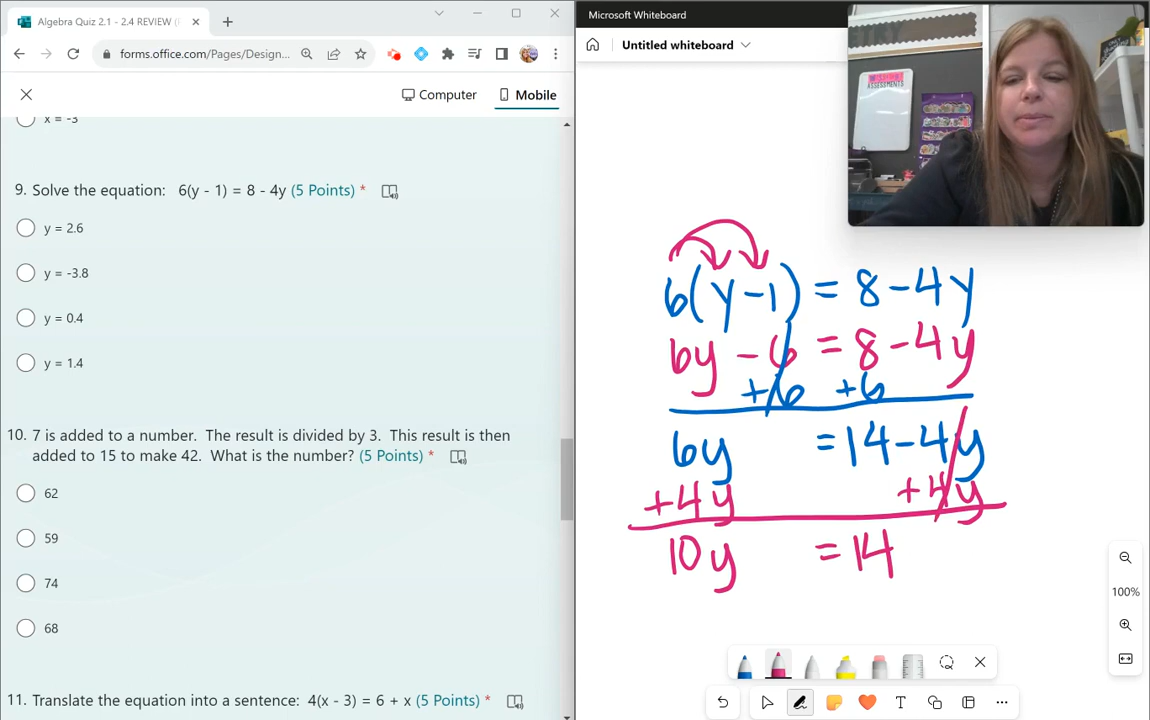 Algebra Quiz 2.1 - 2.4 REVIEW (
forms.office.com/Pages/Design...
Computer
Mobile
x = -3
9. Solve the equation: 6(y - 1) = 8 - 4y (5 Points) *
y = 2.6
y = -3.8
y = 0.4
y = 1.4
10. 7 is added to a number. The result is divided by 3. This result is then
added to 15 to make 42. What is the number? (5 Points) *
62
59
74
68
11. Translate the equation into a sentence: 4(x - 3) = 6 + x (5 Points) *
Microsoft Whiteboard
Untitled whiteboard
ASSESSMENTS
6(y-1) = 8-4y
6y - 6 = 8-4y
+6 +6
6y = 14-4y
+4y +4y
10y = 14
100%